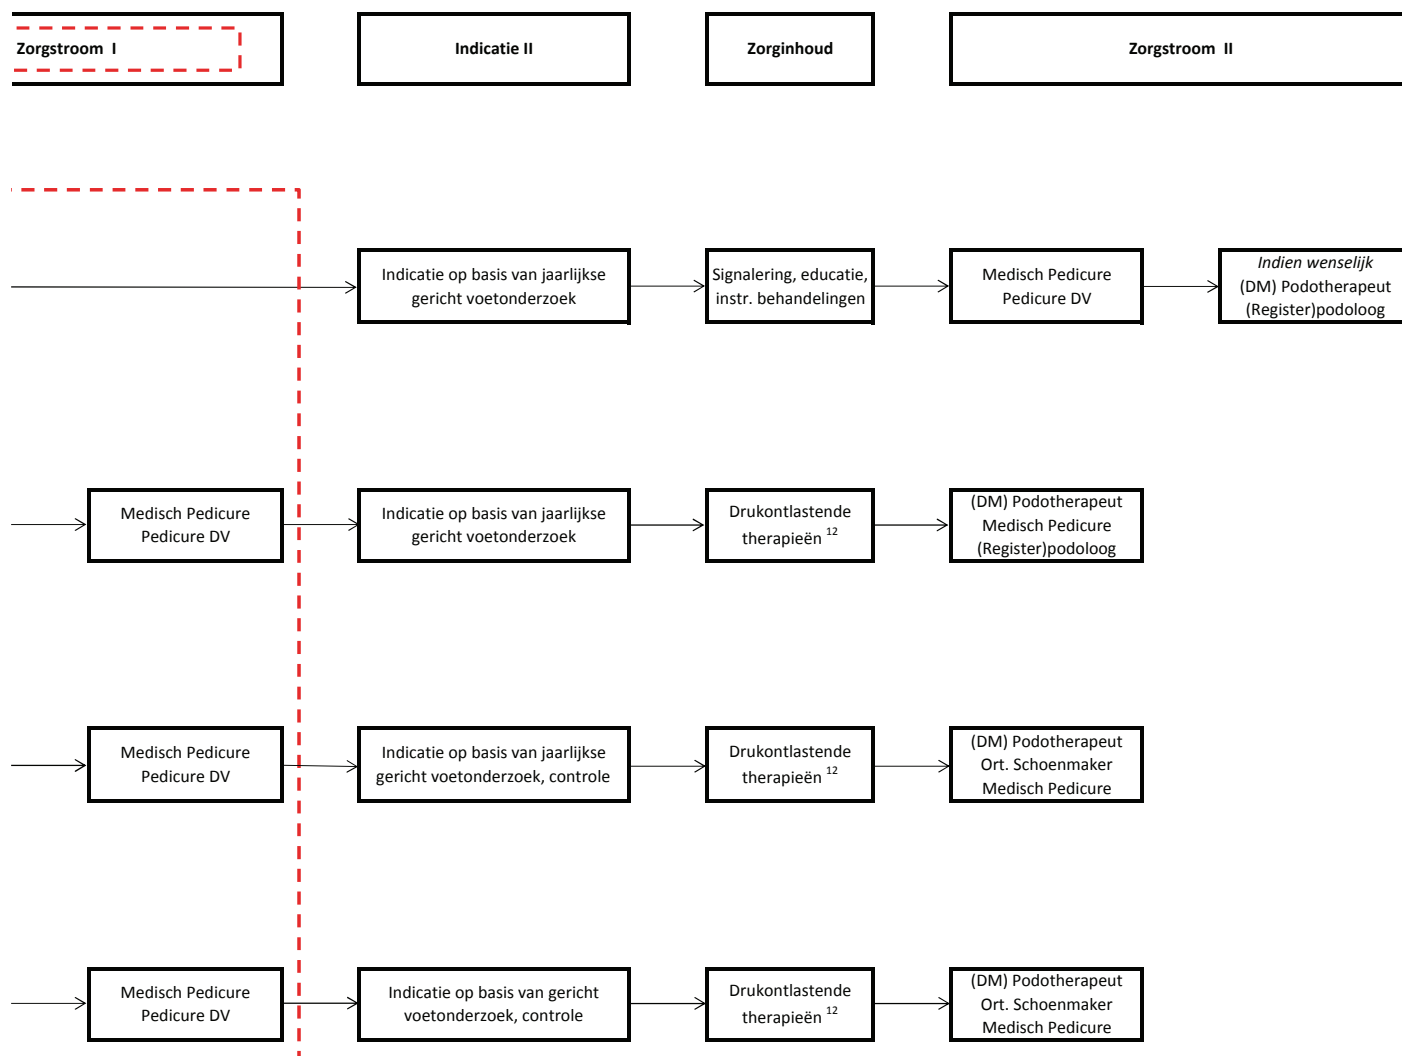 Zorgstroom I
Indicatie II
Zorginhoud
Zorgstroom II
Indicatie op basis van jaarlijkse
gericht voetonderzoek
Signalering, educatie,
instr. behandelingen
Medisch Pedicure
Pedicure DV
Indien wenselijk
(DM) Podotherapeut
(Register)podoloog
Medisch Pedicure
Pedicure DV
Indicatie op basis van jaarlijkse
gericht voetonderzoek
Drukontlastende
therapieën 12
(DM) Podotherapeut
Medisch Pedicure
(Register)podoloog
Medisch Pedicure
Pedicure DV
Indicatie op basis van jaarlijkse
gericht voetonderzoek, controle
Drukontlastende
therapieën 12
(DM) Podotherapeut
Ort. Schoenmaker
Medisch Pedicure
Medisch Pedicure
Pedicure DV
Indicatie op basis van gericht
voetonderzoek, controle
Drukontlastende
therapieën 12
(DM) Podotherapeut
Ort. Schoenmaker
Medisch Pedicure